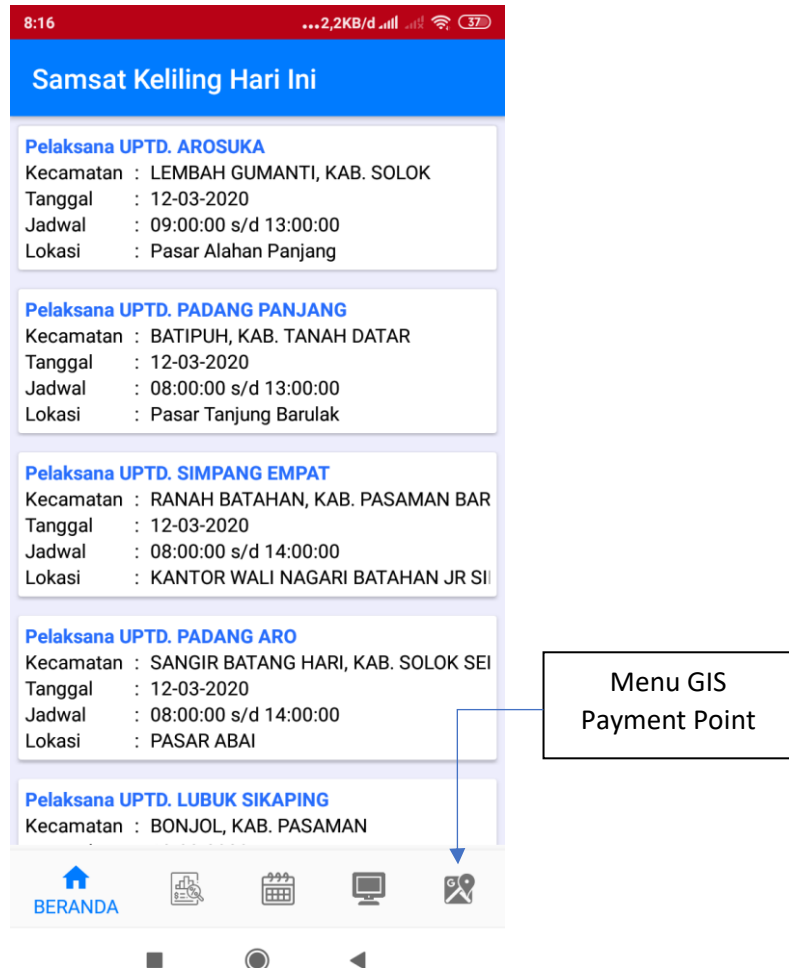 8:16 ...2,2KB/d 37
Samsat Keliling Hari Ini
Pelaksana UPTD. AROSUKA
Kecamatan : LEMBAH GUMANTI, KAB. SOLOK
Tanggal : 12-03-2020
Jadwal : 09:00:00 s/d 13:00:00
Lokasi : Pasar Alahan Panjang
Pelaksana UPTD. PADANG PANJANG
Kecamatan : BATIPUH, KAB. TANAH DATAR
Tanggal : 12-03-2020
Jadwal : 08:00:00 s/d 13:00:00
Lokasi : Pasar Tanjung Barulak
Pelaksana UPTD. SIMPANG EMPAT
Kecamatan : RANAH BATAHAN, KAB. PASAMAN BAR
Tanggal : 12-03-2020
Jadwal : 08:00:00 s/d 14:00:00
Lokasi : KANTOR WALI NAGARI BATAHAN JR
Pelaksana UPTD. PADANG ARO
Kecamatan : SANGIR BATANG HARI, KAB. SOLOK SEI
Tanggal : 12-03-2020
Jadwal : 08:00:00 s/d 14:00:00
Lokasi : PASAR ABAI
Menu GIS
Payment Point
Pelaksana UPTD. LUBUK SIKAPING
Kecamatan : BONJOL, KAB. PASAMAN
BERANDA